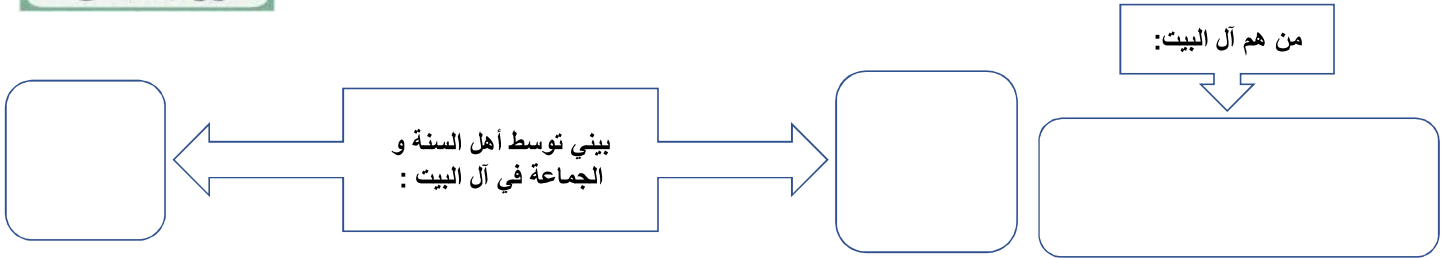 من هم آل البيت:
بيني توسط أهل السنة و
الجماعة في آل البيت :